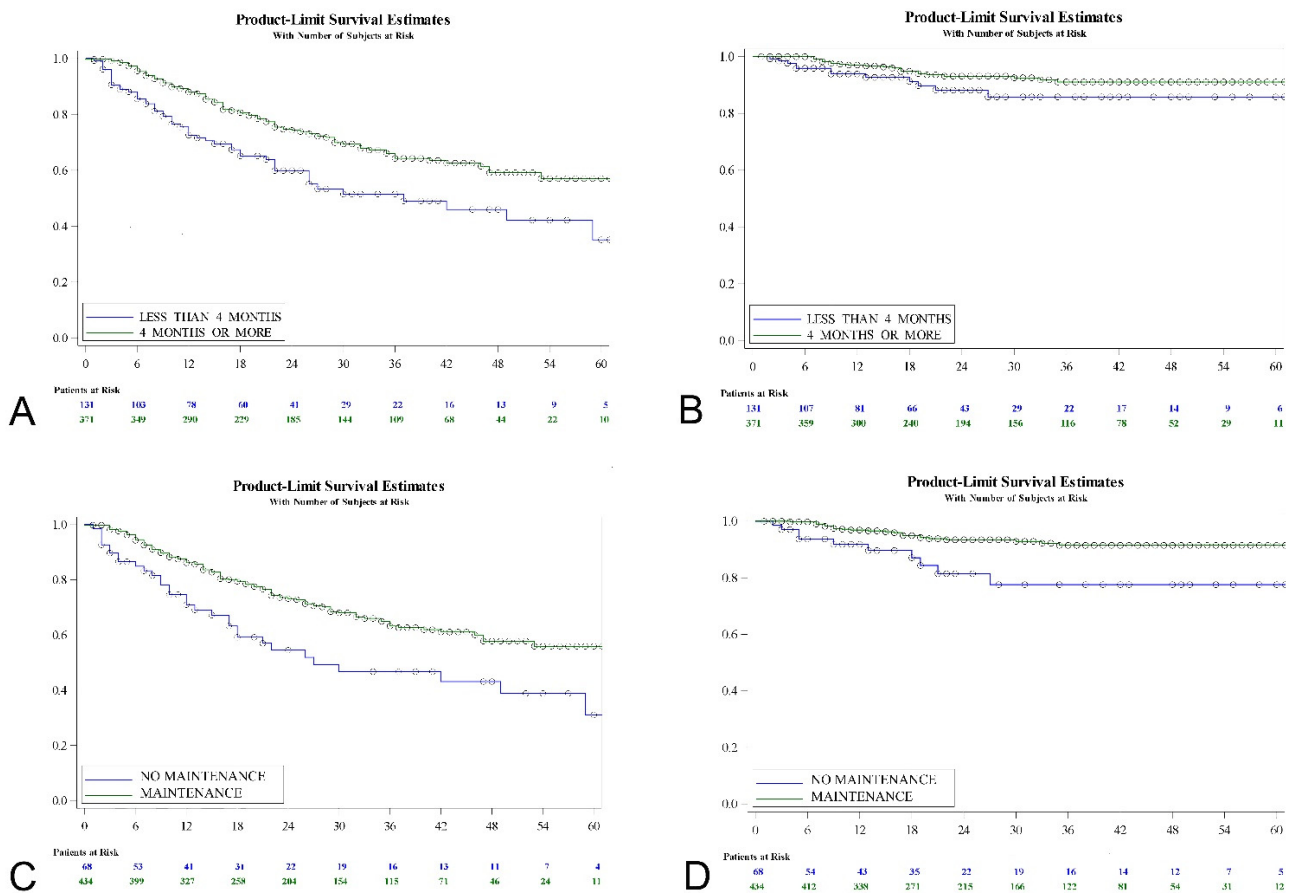 Product-Limit Survival Estimates
With Number of Subjects at Risk
1.0
0.8
0.6
0.4
0.2
0.0
LESS THAN 4 MONTHS
4 MONTHS OR MORE
0 6 12 18 24 30 36 42 48 54 60
Patients at Risk
131 103 78 60 41 29 22 16 13 9 5
371 349 290 229 185 144 109 68 44 22 10
A
Product-Limit Survival Estimates
With Number of Subjects at Risk
1.0
0.8
0.6
0.4
0.2
0.0
LESS THAN 4 MONTHS
4 MONTHS OR MORE
0 6 12 18 24 30 36 42 48 54 60
Patients at Risk
131 107 81 66 43 29 22 17 14 9 6
371 359 300 240 194 156 116 78 52 29 11
B
Product-Limit Survival Estimates
With Number of Subjects at Risk
1.0
0.8
0.6
0.4
0.2
0.0
NO MAINTENANCE
MAINTENANCE
0 6 12 18 24 30 36 42 48 54 60
Patients at Risk
68 53 41 31 22 19 16 13 11 7 4
434 399 327 258 204 154 115 71 46 24 11
C
Product-Limit Survival Estimates
With Number of Subjects at Risk
1.0
0.8
0.6
0.4
0.2
0.0
NO MAINTENANCE
MAINTENANCE
0 6 12 18 24 30 36 42 48 54 60
Patients at Risk
68 54 43 35 22 19 16 14 12 7 5
434 412 338 271 215 166 122 81 54 31 12
D